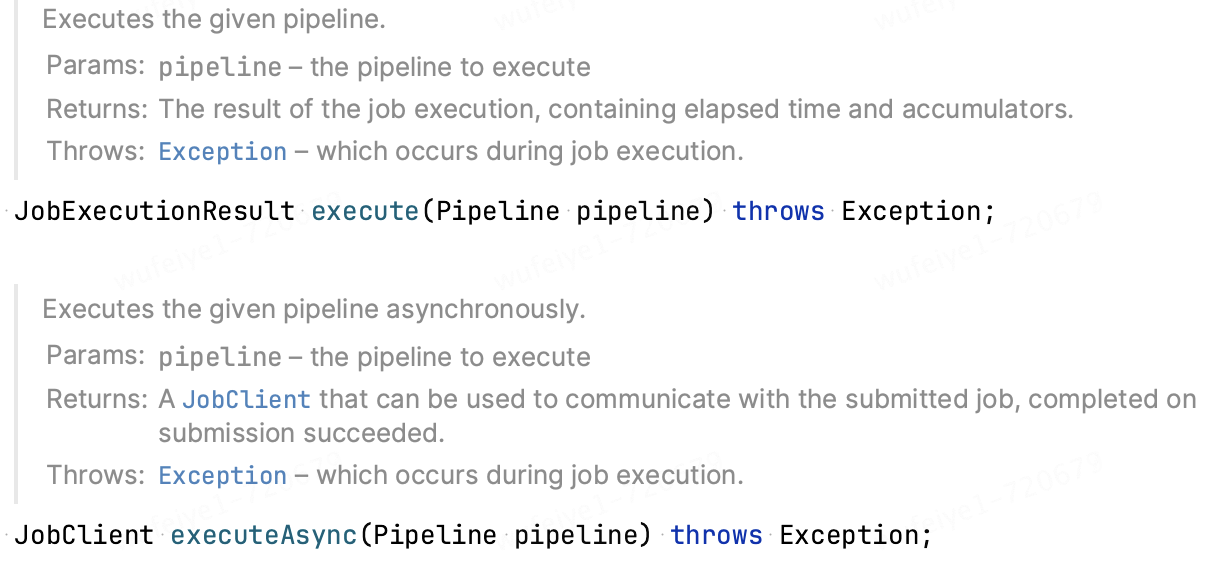 Executes the given pipeline.
Params: pipeline – the pipeline to execute
Returns: The result of the job execution, containing elapsed time and accumulators.
Throws: Exception – which occurs during job execution.
JobExecutionResult execute(Pipeline pipeline) throws Exception;
Executes the given pipeline asynchronously.
Params: pipeline – the pipeline to execute
Returns: A JobClient that can be used to communicate with the submitted job, completed on
submission succeeded.
Throws: Exception – which occurs during job execution.
JobClient executeAsync(Pipeline pipeline) throws Exception;